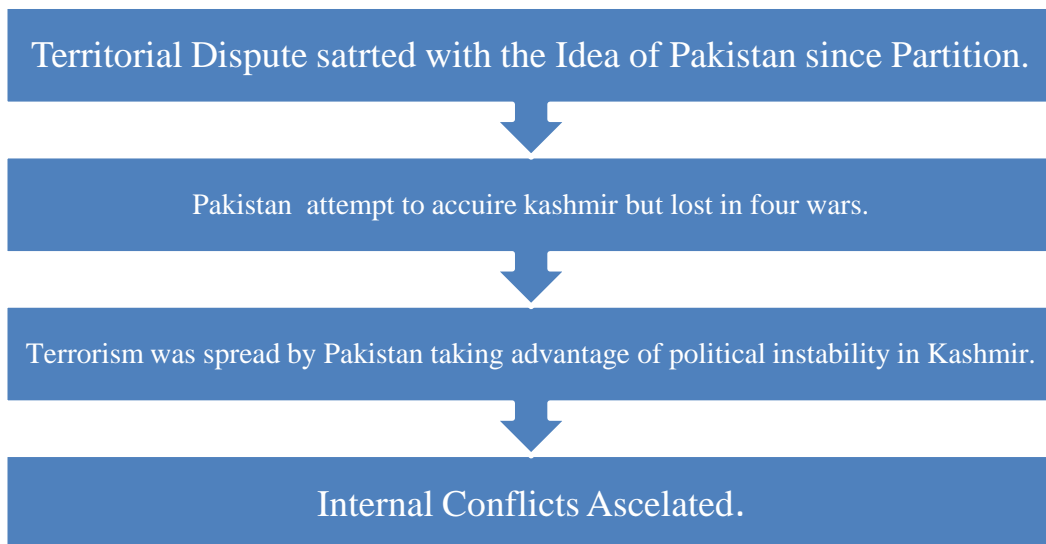 Territorial Dispute satrted with the Idea of Pakistan since Partition.
Pakistan attempt to accuire kashmir but lost in four wars.
Terrorism was spread by Pakistan taking advantage of political instability in Kashmir.
Internal Conflicts Ascelated.